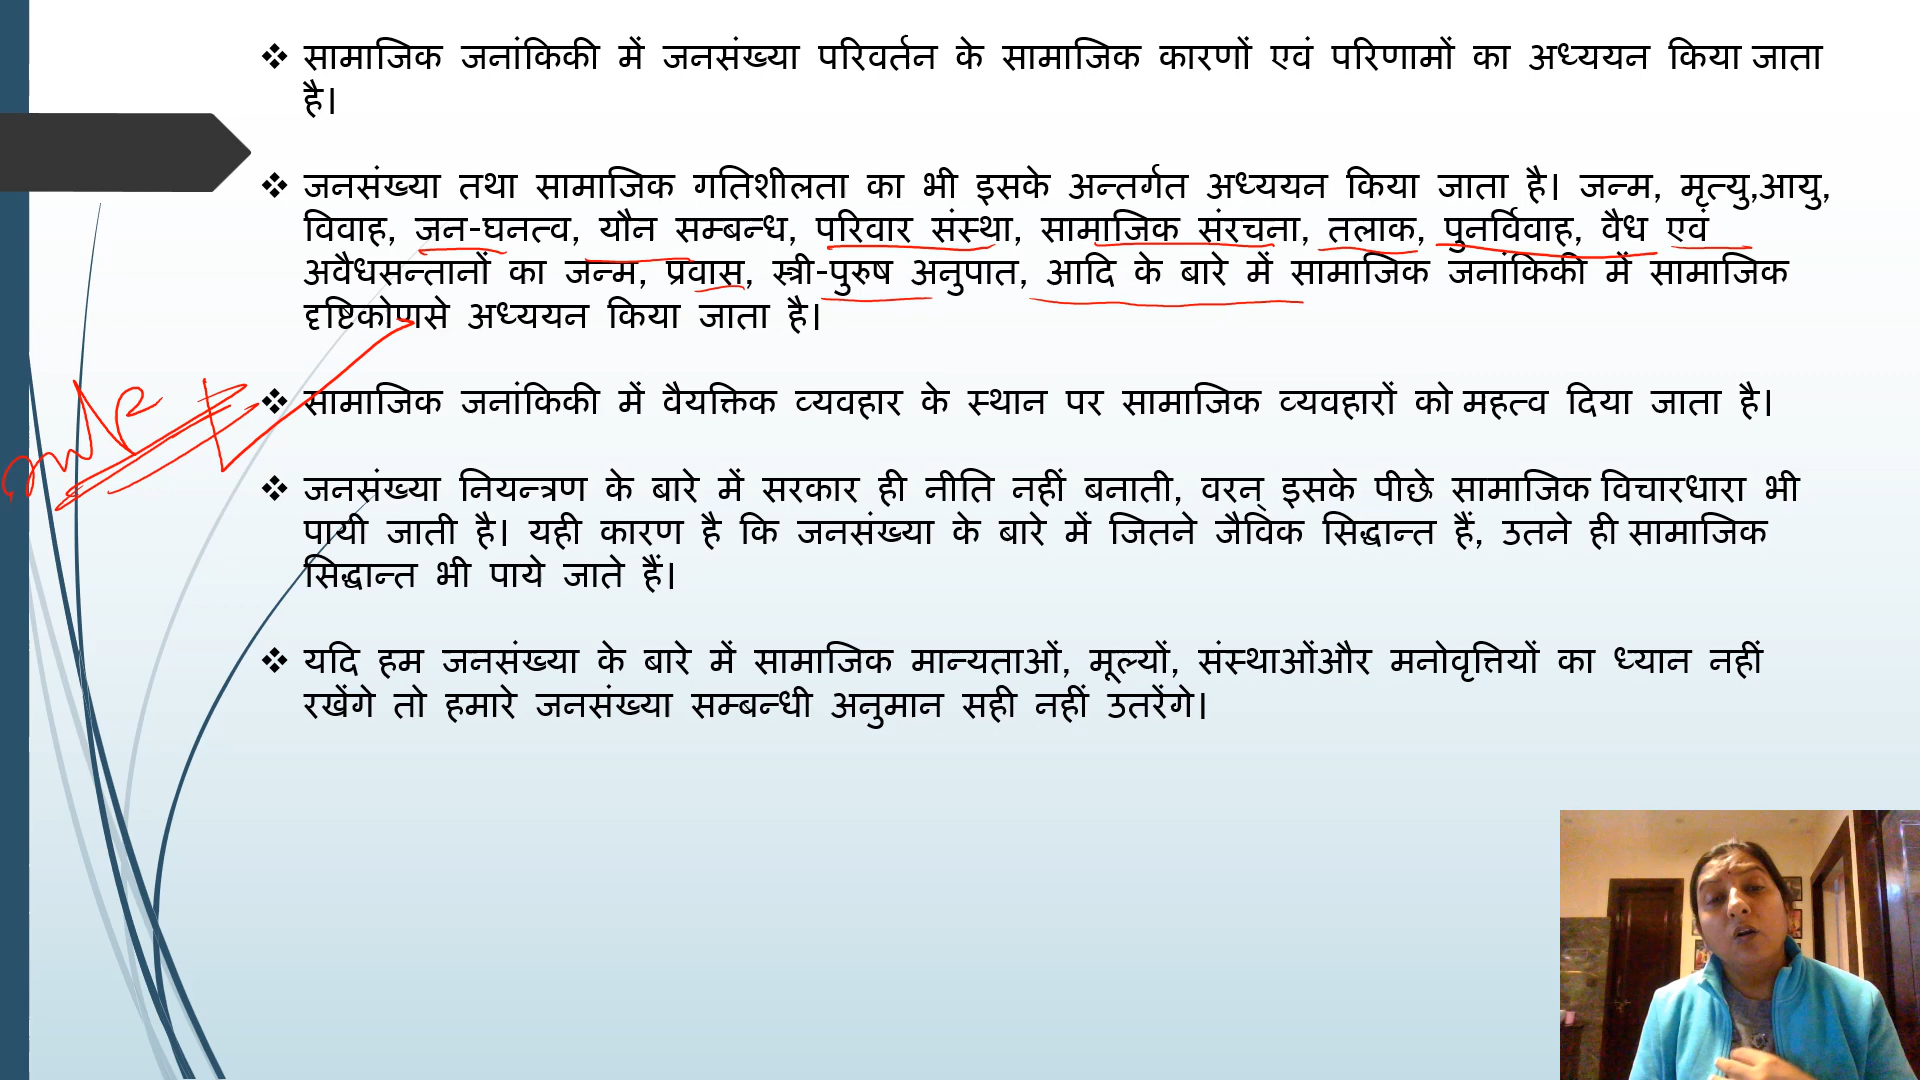 ❖ सामाजिक जनांकिकी में जनसंख्या परिवर्तन के सामाजिक कारणों एवं परिणामों का अध्ययन किया जाता
है।
❖ जनसंख्या तथा सामाजिक गतिशीलता का भी इसके अन्तर्गत अध्ययन किया जाता है। जन्म, मृत्यु,आयु,
विवाह, जन-घनत्व, यौन सम्बन्ध, परिवार संस्था, सामाजिक संरचना, तलाक, पुनर्विवाह, वैध एवं
अवैधसन्तानों का जन्म, प्रवास, स्त्री-पुरुष अनुपात, आदि के बारे में सामाजिक जनांकिकी में सामाजिक
दृष्टिकोणसे अध्ययन किया जाता है।
❖ सामाजिक जनांकिकी में वैयक्तिक व्यवहार के स्थान पर सामाजिक व्यवहारों को महत्व दिया जाता है।
❖ जनसंख्या नियन्त्रण के बारे में सरकार ही नीति नहीं बनाती, वरन् इसके पीछे सामाजिक विचारधारा भी
पायी जाती है। यही कारण है कि जनसंख्या के बारे में जितने जैविक सिद्धान्त हैं, उतने ही सामाजिक
सिद्धान्त भी पाये जाते हैं।
❖ यदि हम जनसंख्या के बारे में सामाजिक मान्यताओं, मूल्यों, संस्थाओंऔर मनोवृत्तियों का ध्यान नहीं
रखेंगे तो हमारे जनसंख्या सम्बन्धी अनुमान सही नहीं उतरेंगे।